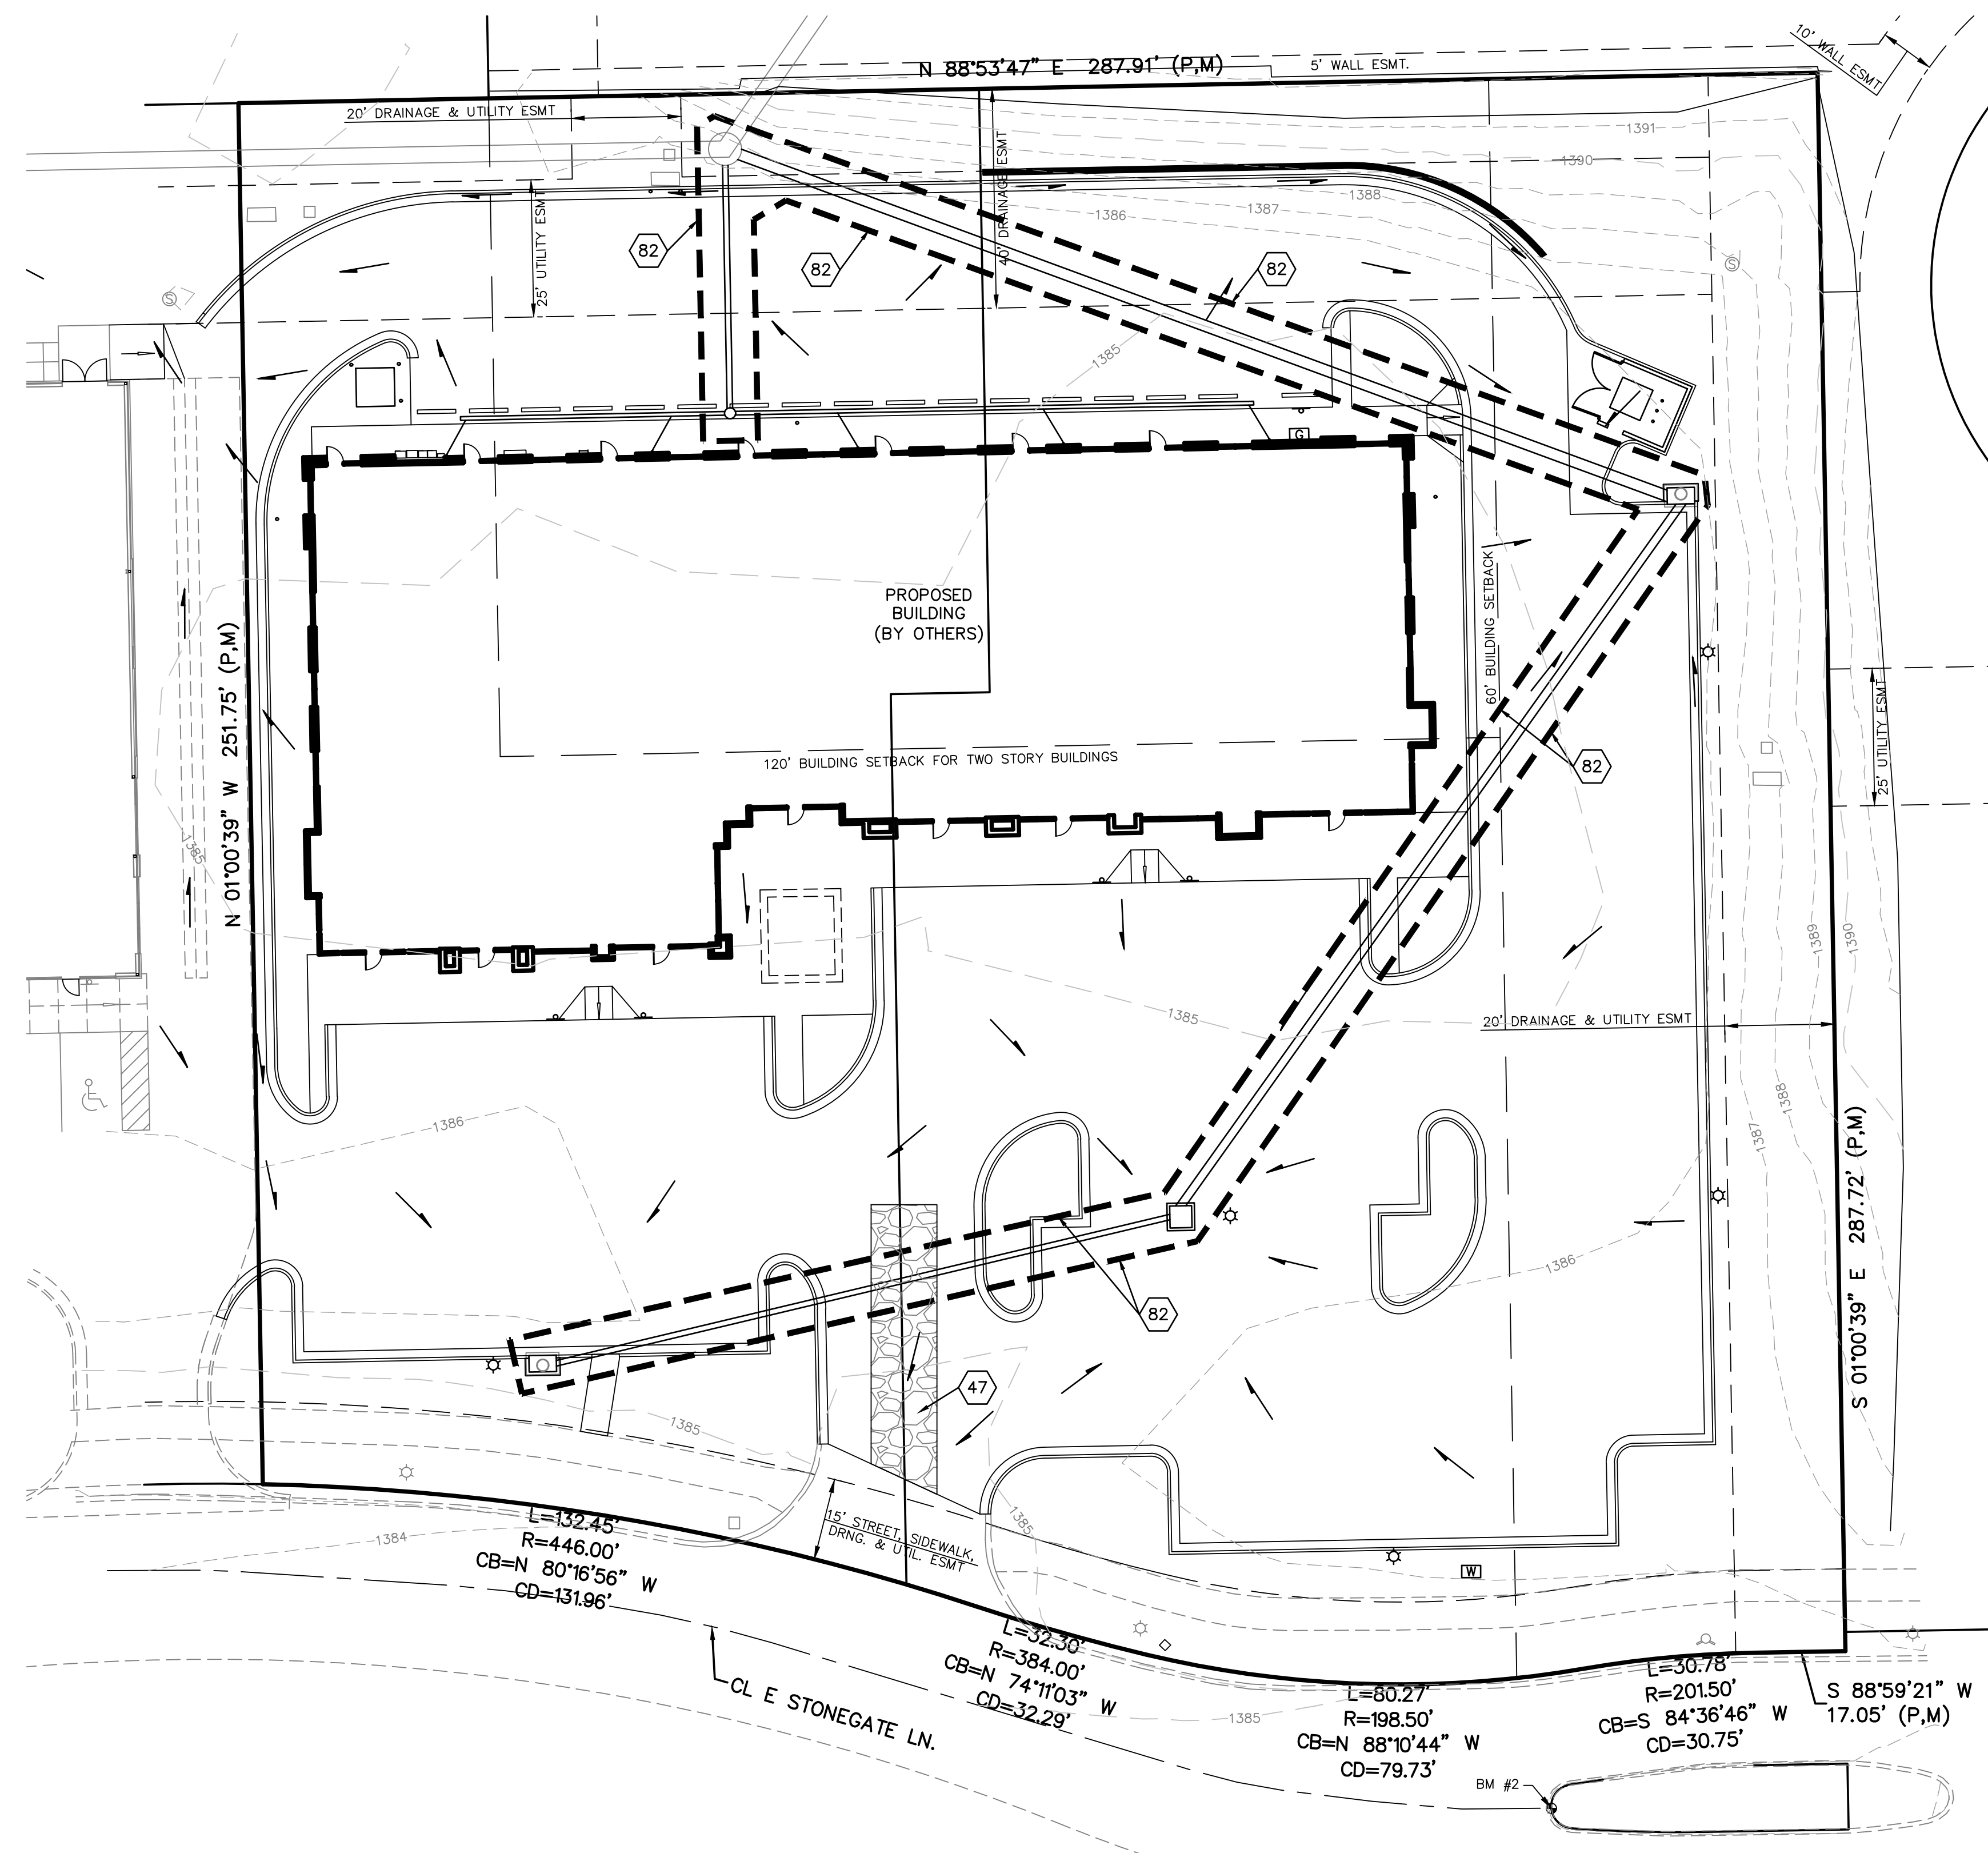 10' WALL ESMT
N 88°53'47" E 287.91' (P,M)
5' WALL ESMT.
20' DRAINAGE & UTILITY ESMT
1391
1390
1388
1387
1386
25' UTILITY ESMT
40' DRAINAGE ESMT
82
82
82
S
S
1385
G
PROPOSED
BUILDING
(BY OTHERS)
60' BUILDING SETBACK
N 01°00'39" W 251.75' (P,M)
120' BUILDING SETBACK FOR TWO STORY BUILDINGS
82
25' UTILITY ESMT
1385
1389
1390
1385
20' DRAINAGE & UTILITY ESMT
1386
1388
1387
S 01°00'39" E 287.72' (P,M)
1386
82
47
1385
1385
1384
15' STREET, SIDEWALK,
DRNG. & UTIL. ESMT
L=132.45'
R=446.00'
CB=N 80°16'56" W
CD=131.96'
W
L=32.30'
R=384.00'
CB=N 74°11'03" W
CD=32.29'
L=80.27'
R=198.50'
CB=N 88°10'44" W
CD=79.73'
L=30.78'
R=201.50'
CB=S 84°36'46" W
CD=30.75'
S 88°59'21" W
17.05' (P,M)
1385
CL E STONEGATE LN.
BM #2